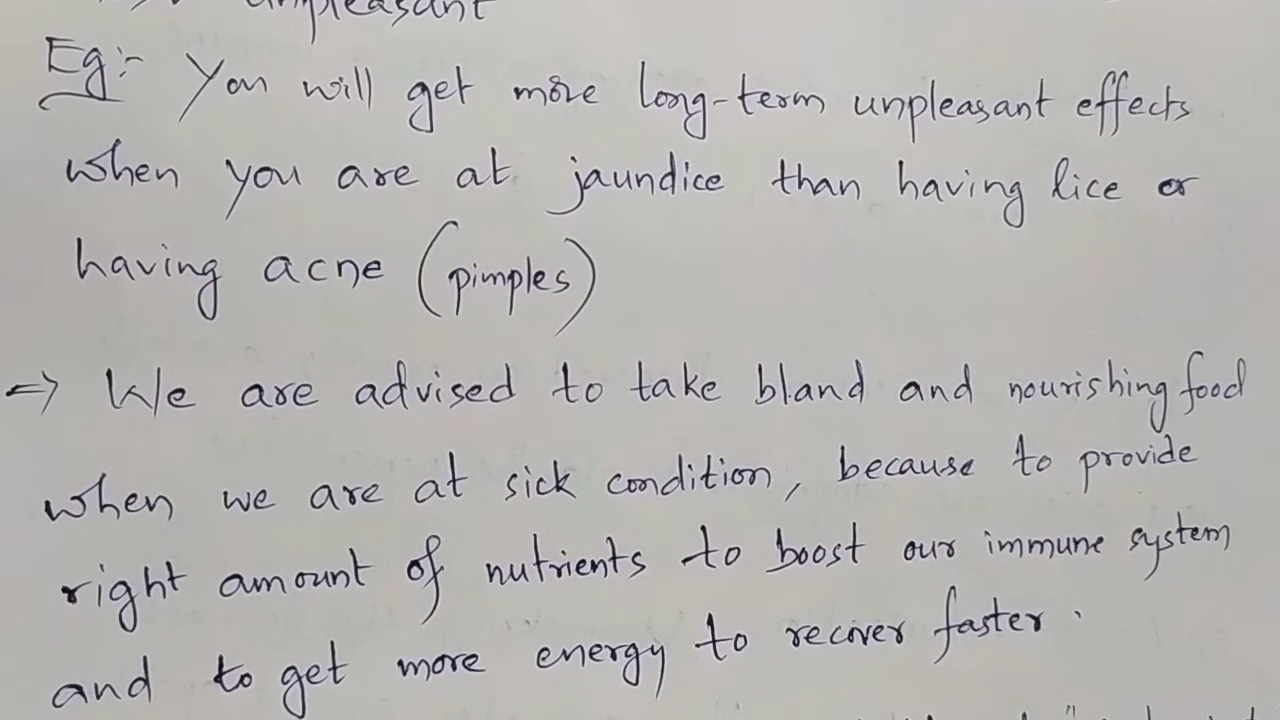 unpleasant
Eg:- You will get more long-term unpleasant effects
when you are at jaundice than having lice or
having acne (pimples)
=> We are advised to take bland and nourishing food
when we are at sick condition, because to provide
right amount of nutrients to boost our immune system
and to get more energy to recover faster.